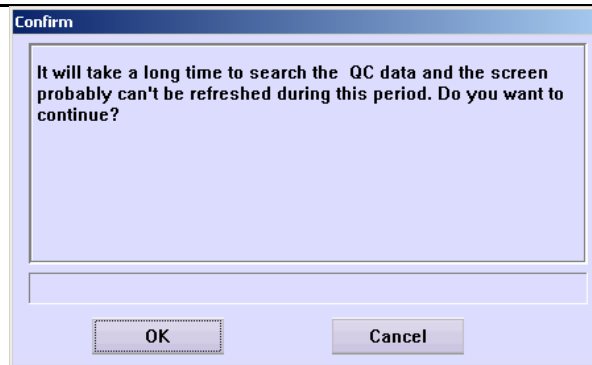 Confirm
It will take a long time to search the  QC data and the screen
probably can't be refreshed during this period. Do you want to
continue?
OK
Cancel